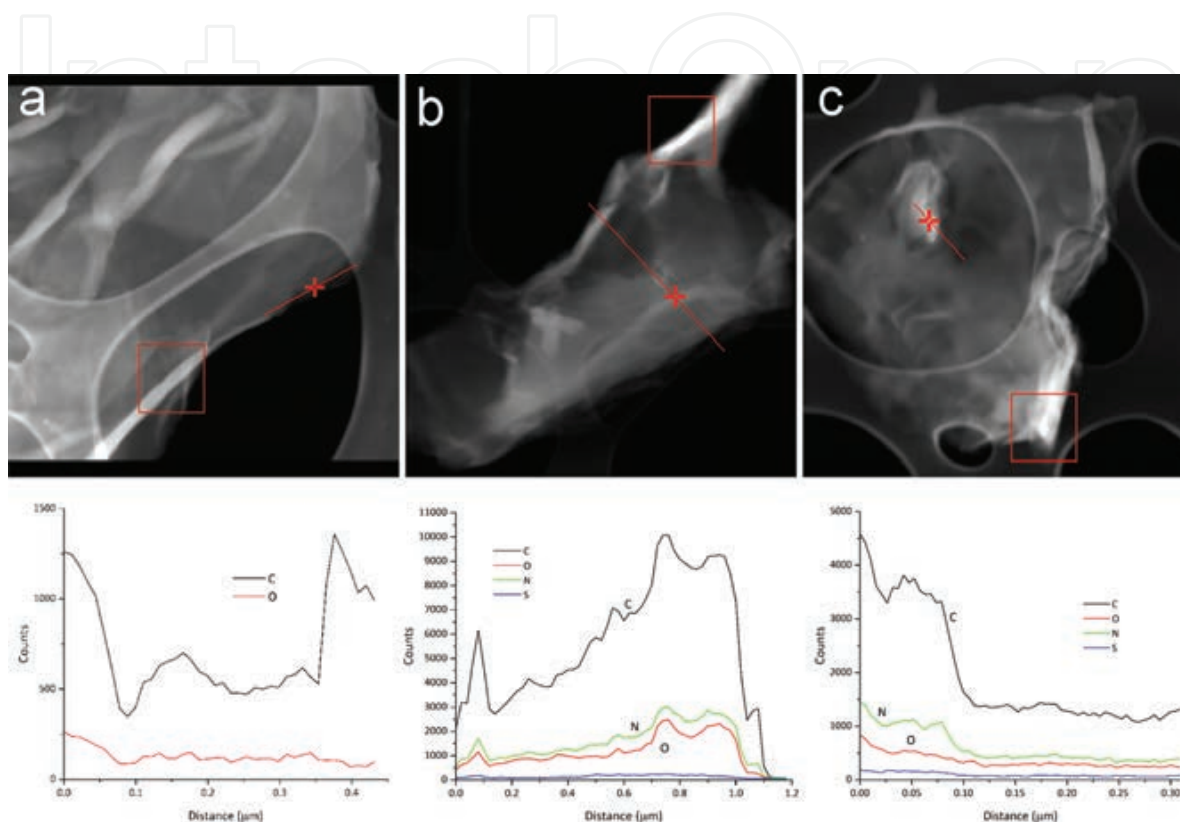 IntechOpen
a
b
c
1500
1000
500
0
Counts
C
O
0.0 0.1 0.2 0.3 0.4
Distance [μm]
11000
10000
9000
8000
7000
6000
5000
4000
3000
2000
1000
0
Counts
C
O
N
S
C
N
O
0.0 0.2 0.4 0.6 0.8 1.0 1.2
Distance [μm]
5000
4000
3000
2000
1000
0
Counts
C
O
N
S
C
N
O
0.00 0.05 0.10 0.15 0.20 0.25 0.30
Distance [μm]